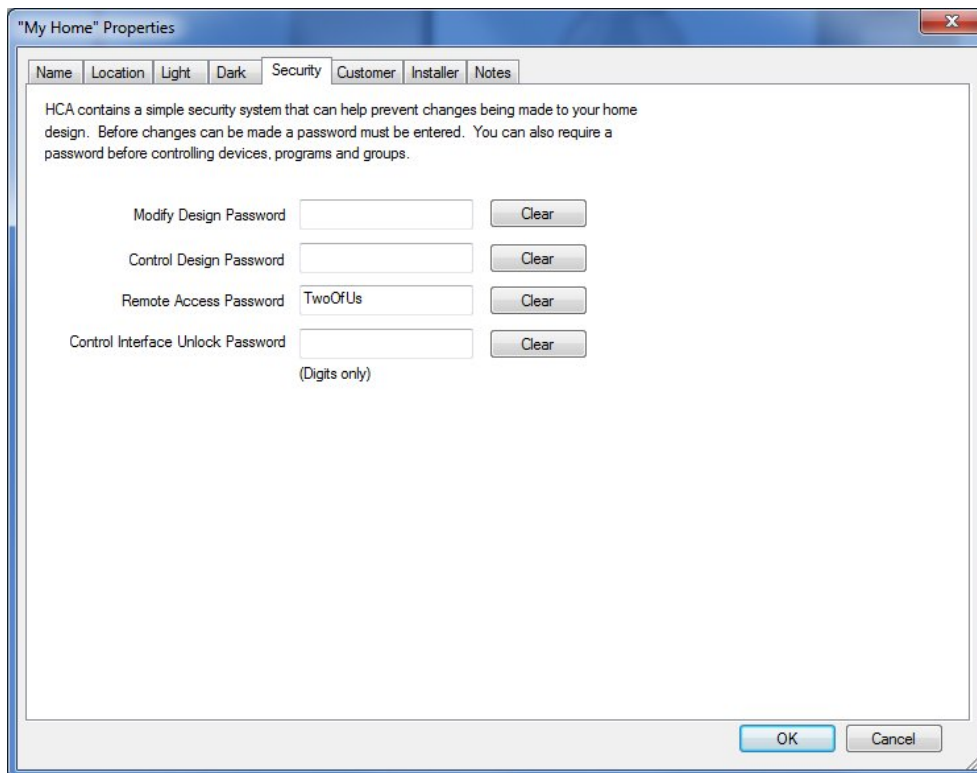 "My Home" Properties
Name Location Light Dark Security Customer Installer Notes
HCA contains a simple security system that can help prevent changes being made to your home
design. Before changes can be made a password must be entered. You can also require a
password before controlling devices, programs and groups.
Modify Design Password Clear
Control Design Password Clear
Remote Access Password TwoOfUs Clear
Control Interface Unlock Password Clear
(Digits only)
OK Cancel